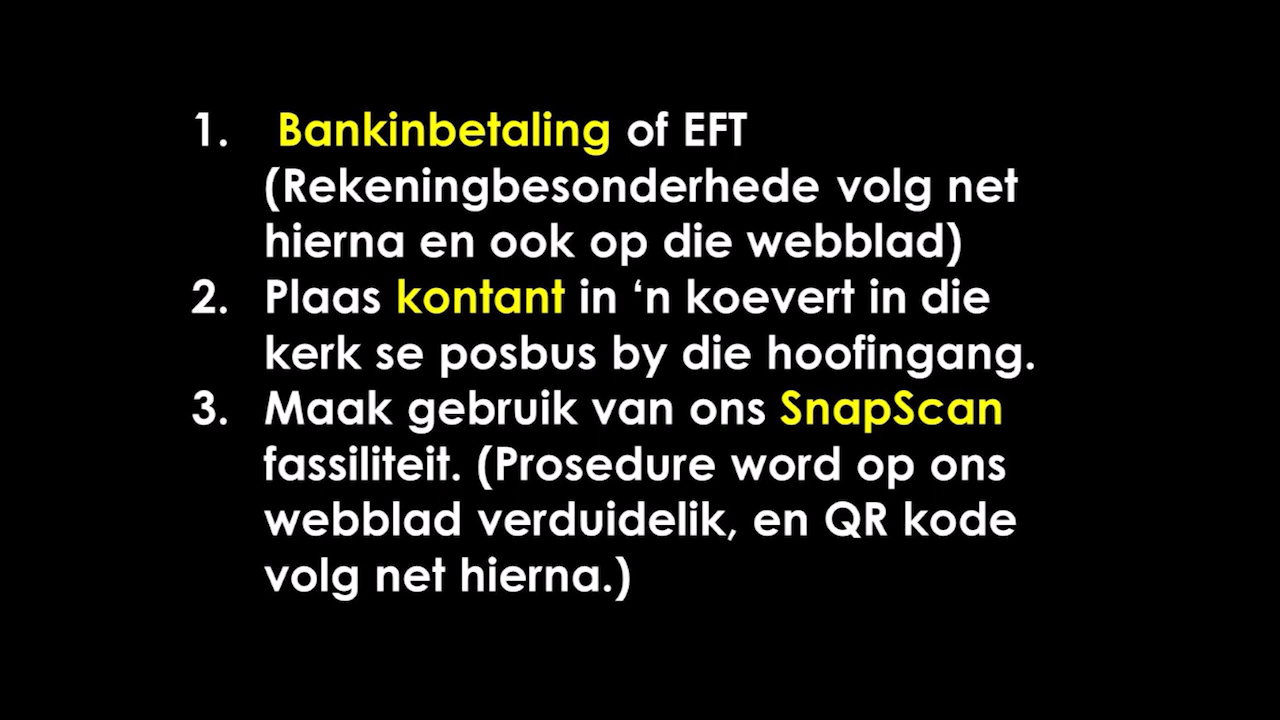 1. Bankinbetaling of EFT
(Rekeningbesonderhede volg net
hierna en ook op die webblad)
2. Plaas kontant in ‘n koevert in die
kerk se posbus by die hoofingang.
3. Maak gebruik van ons SnapScan
fassiliteit. (Prosedure word op ons
webblad verduidelik, en QR kode
volg net hierna.)